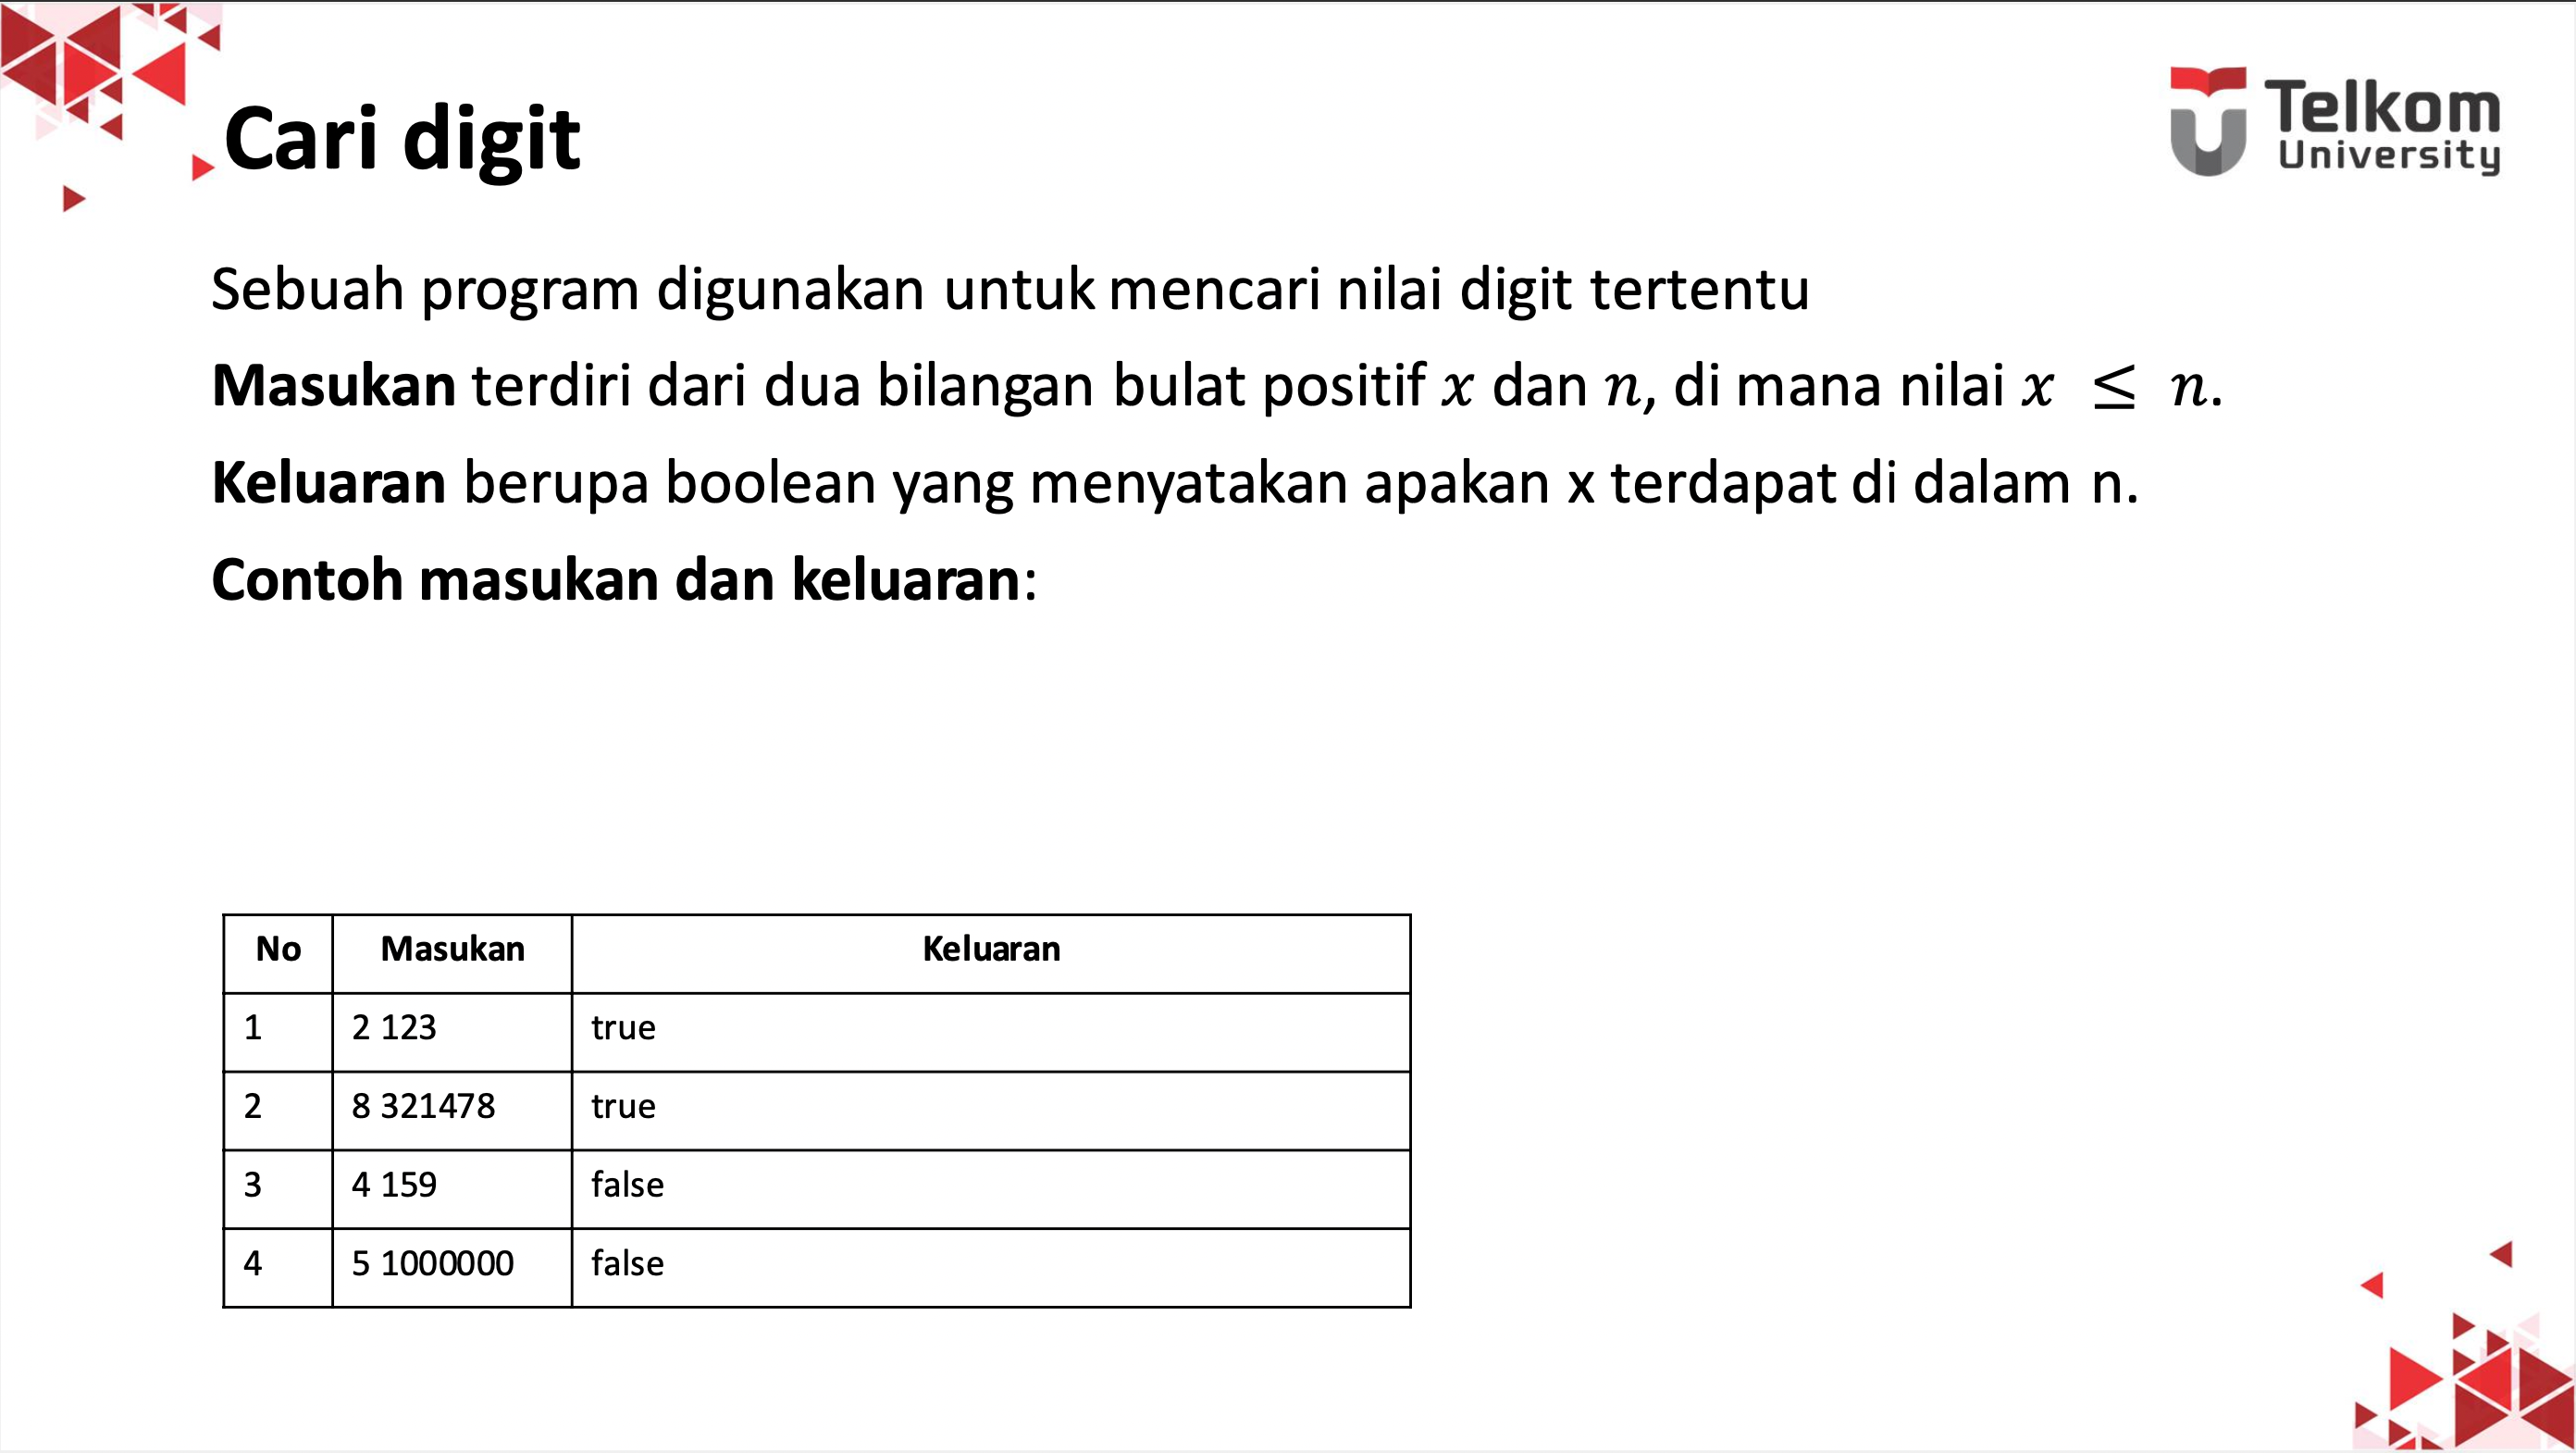 Cari digit
Telkom
University
Sebuah program digunakan untuk mencari nilai digit tertentu
Masukan terdiri dari dua bilangan bulat positif x dan n, di mana nilai x ≤ n.
Keluaran berupa boolean yang menyatakan apakan x terdapat di dalam n.
Contoh masukan dan keluaran:
No Masukan Keluaran
1 2 123 true
2 8 321478 true
3 4 159 false
4 5 1000000 false